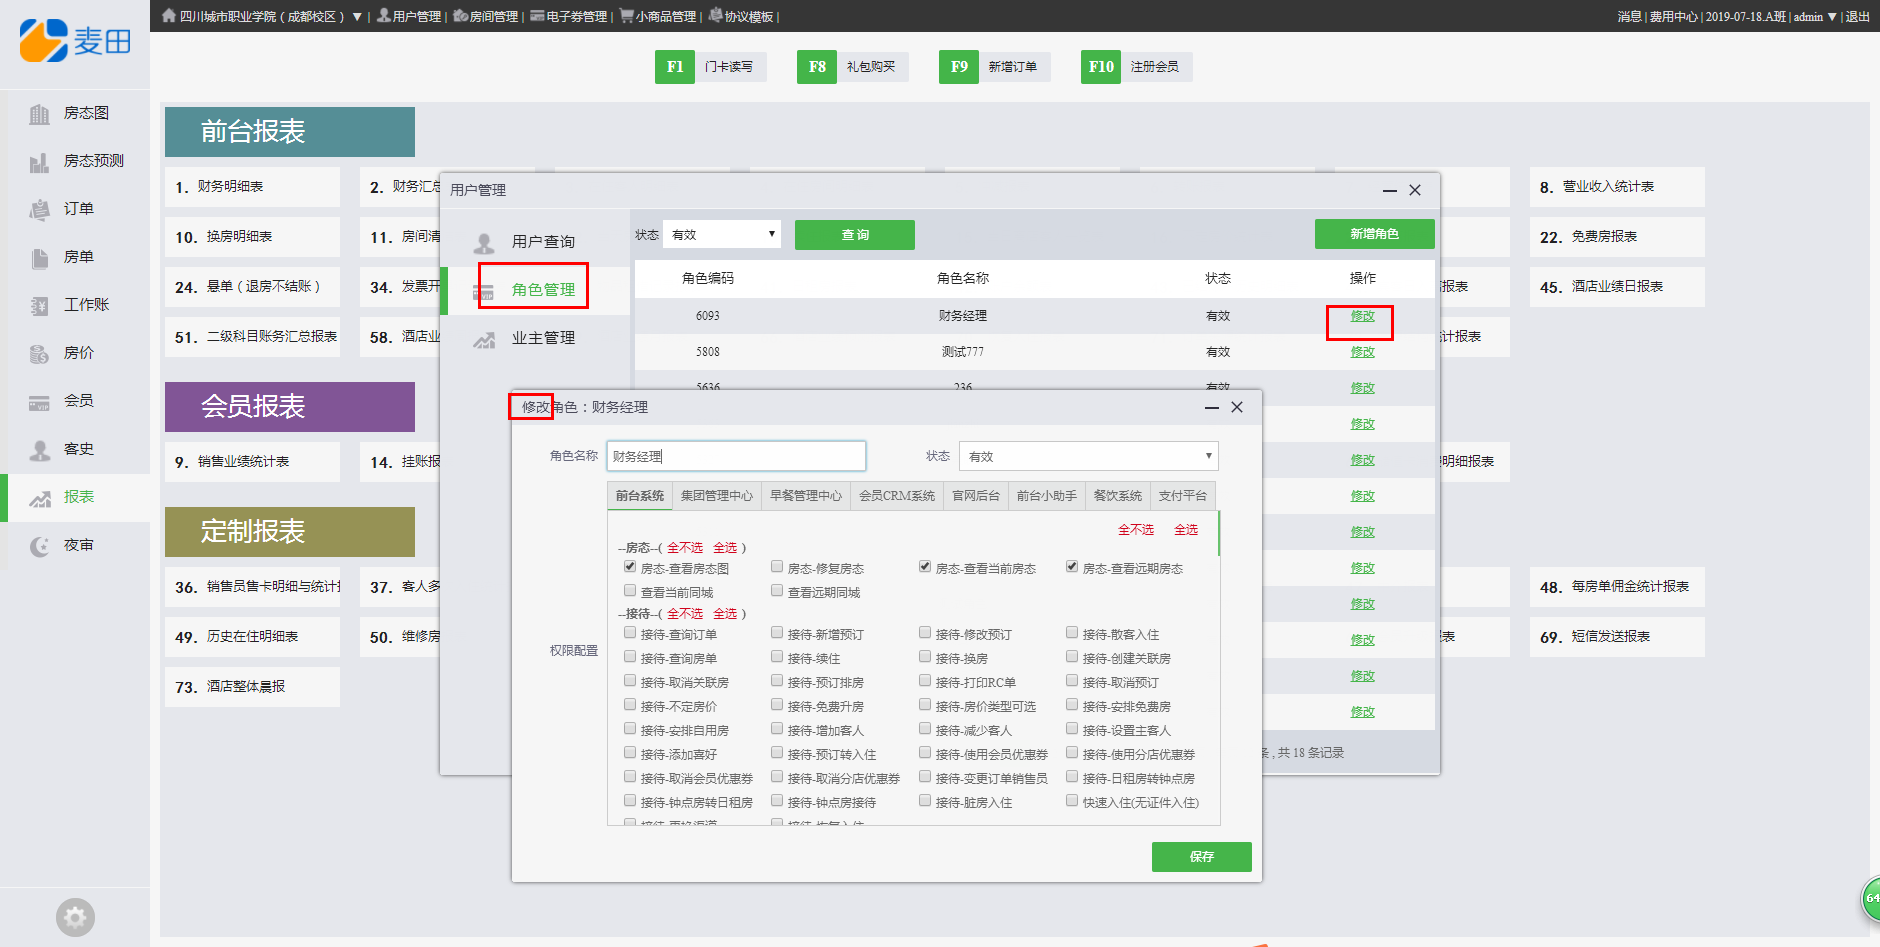 麦田
四川城市职业学院（成都校区）▼ | 用户管理 | 房间管理 | 电子券管理 | 小商品管理 | 协议模板 |
消息 | 费用中心 | 2019-07-18.A班 | admin ▼ | 退出
F1 门卡读写
F8 礼包购买
F9 新增订单
F10 注册会员
房态图
房态预测
订单
房单
工作账
房价
会员
客史
报表
夜审
前台报表
1. 财务明细表
2. 财务汇总
8. 营业收入统计表
10. 换房明细表
11. 房间清
22. 免费房报表
24. 悬单（退房不结账）
34. 发票开
报表
45. 酒店业绩日报表
51. 二级科目账务汇总报表
58. 酒店业
计报表
会员报表
9. 销售业绩统计表
14. 挂账报
明细报表
定制报表
36. 销售员售卡明细与统计
37. 客人多
48. 每房单佣金统计报表
49. 历史在住明细表
50. 维修房
表
69. 短信发送报表
73. 酒店整体晨报
用户管理
用户查询
角色管理
业主管理
状态 有效 查 询 新增角色
角色编码 角色名称 状态 操作
6093 财务经理 有效 修改
5808 测试777 有效 修改
5636 236 有效 修改
修改
修改
修改
修改
修改
修改
修改
修改
修改
条 , 共 18 条记录
修改角色：财务经理
角色名称 财务经理 状态 有效
前台系统 集团管理中心 早餐管理中心 会员CRM系统 官网后台 前台小助手 餐饮系统 支付平台
权限配置
全不选 全选
--房态--( 全不选 全选 )
房态-查看房态图 房态-修复房态 房态-查看当前房态 房态-查看远期房态
查看当前同城 查看远期同城
--接待--( 全不选 全选 )
接待-查询订单 接待-新增预订 接待-修改预订 接待-散客入住
接待-查询房单 接待-续住 接待-换房 接待-创建关联房
接待-取消关联房 接待-预订排房 接待-打印RC单 接待-取消预订
接待-不定房价 接待-免费升房 接待-房价类型可选 接待-安排免费房
接待-安排自用房 接待-增加客人 接待-减少客人 接待-设置主客人
接待-添加喜好 接待-预订转入住 接待-使用会员优惠券 接待-使用分店优惠券
接待-取消会员优惠券 接待-取消分店优惠券 接待-变更订单销售员 接待-日租房转钟点房
接待-钟点房转日租房 接待-钟点房接待 接待-脏房入住 快速入住(无证件入住)
接待-更换渠道 接待-恢复入住
保存
64